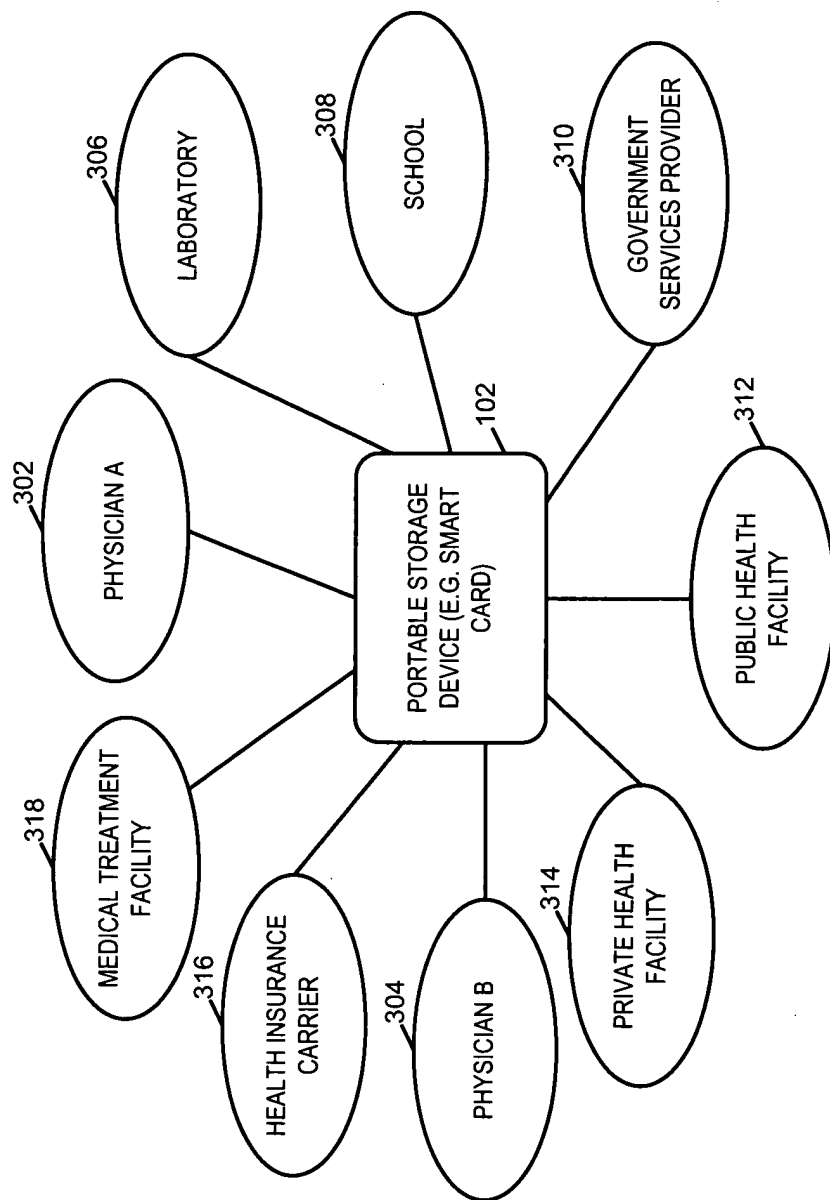 302
PHYSICIAN A
306
LABORATORY
308
SCHOOL
310
GOVERNMENT
SERVICES PROVIDER
312
PUBLIC HEALTH
FACILITY
314
PRIVATE HEALTH
FACILITY
304
PHYSICIAN B
316
HEALTH INSURANCE
CARRIER
318
MEDICAL TREATMENT
FACILITY
102
PORTABLE STORAGE
DEVICE (E.G. SMART
CARD)